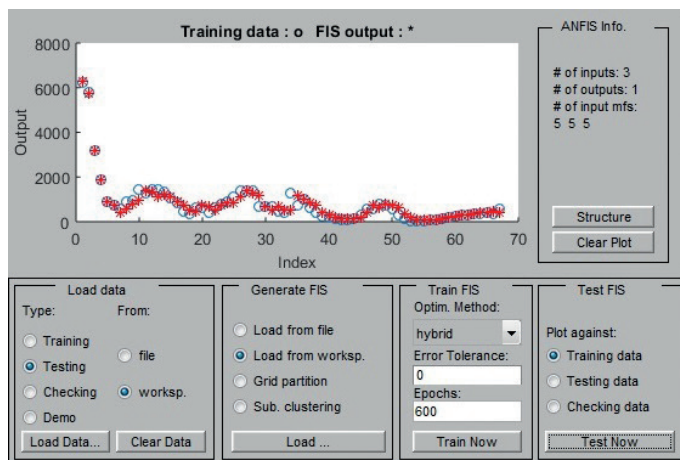 Training data : o   FIS output : *
8000
6000
4000
2000
0
Output
0 10 20 30 40 50 60 70
Index
ANFIS Info.
# of inputs: 3
# of outputs: 1
# of input mfs:
5 5 5
Structure
Clear Plot
Load data
Type: From:
Training
Testing
Checking
Demo
file
worksp.
Load Data...
Clear Data
Generate FIS
Load from file
Load from worksp.
Grid partition
Sub. clustering
Load ...
Train FIS
Optim. Method:
hybrid
Error Tolerance:
0
Epochs:
600
Train Now
Test FIS
Plot against:
Training data
Testing data
Checking data
Test Now